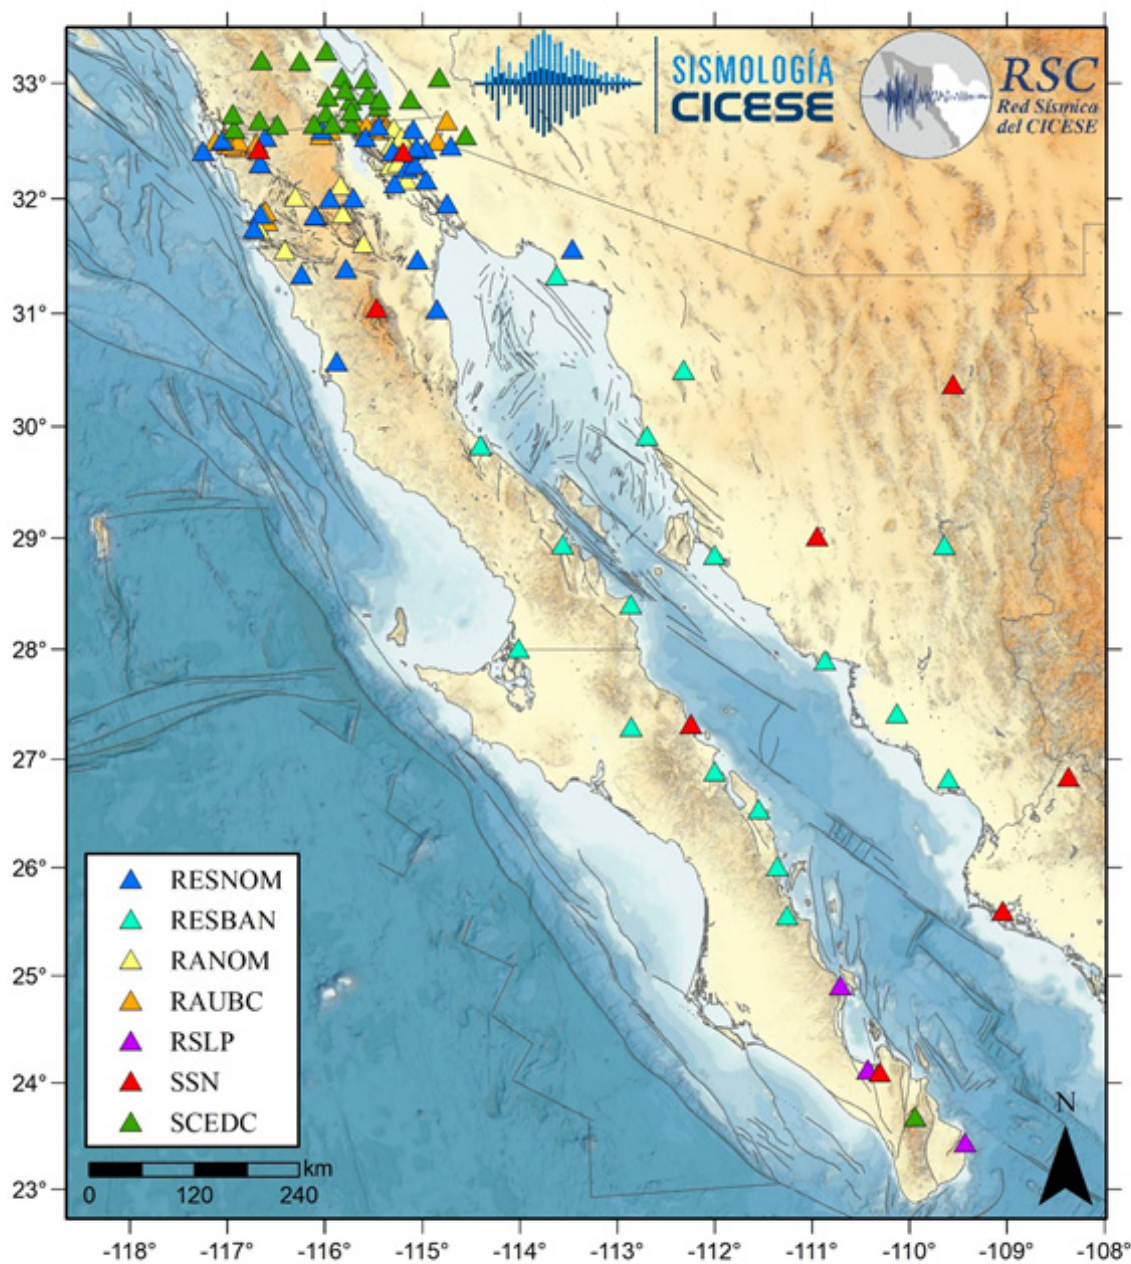 SISMOLOGÍA
CICESE
RSC
Red Sísmica
del CICESE
33°
32°
31°
30°
29°
28°
27°
26°
25°
24°
23°
RESNOM
RESBAN
RANOM
RAUBC
RSLP
SSN
SCEDC
km
0 120 240
N
-118° -117° -116° -115° -114° -113° -112° -111° -110° -109° -108°